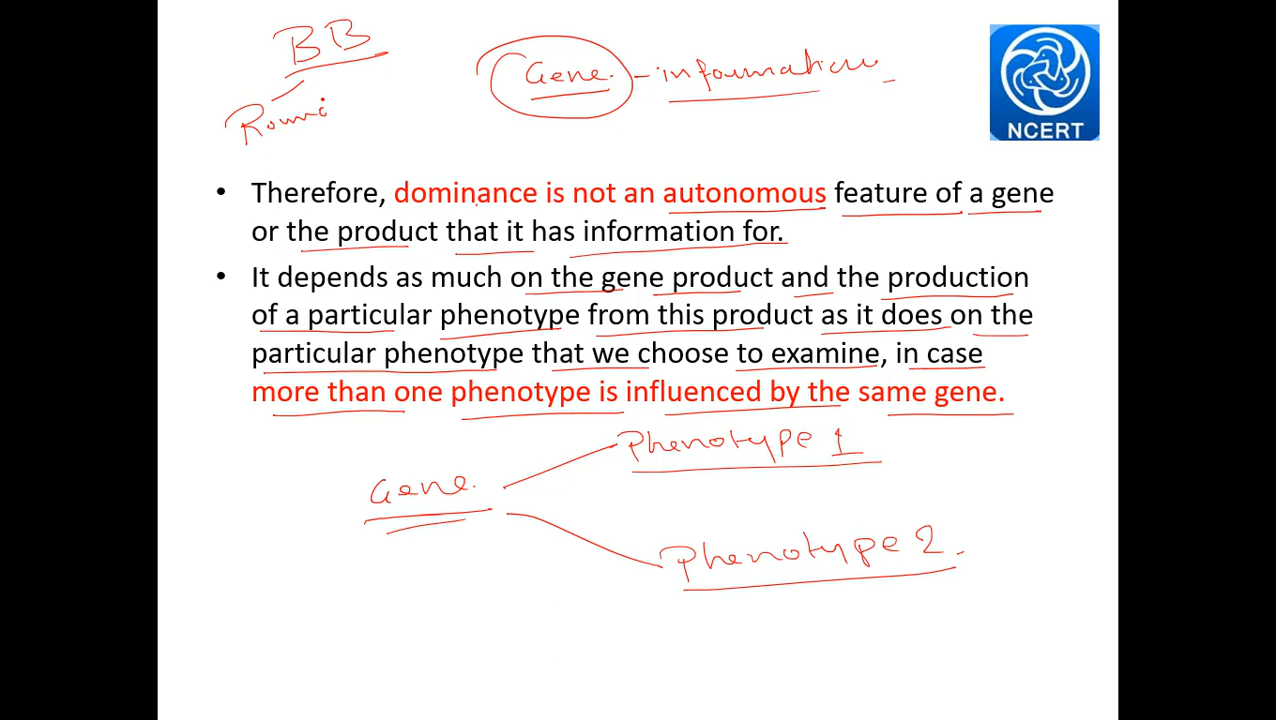 BB
Gene - information
NCERT
• Therefore, dominance is not an autonomous feature of a gene
or the product that it has information for.
• It depends as much on the gene product and the production
of a particular phenotype from this product as it does on the
particular phenotype that we choose to examine, in case
more than one phenotype is influenced by the same gene.
Phenotype 1
Gene.
Phenotype 2.